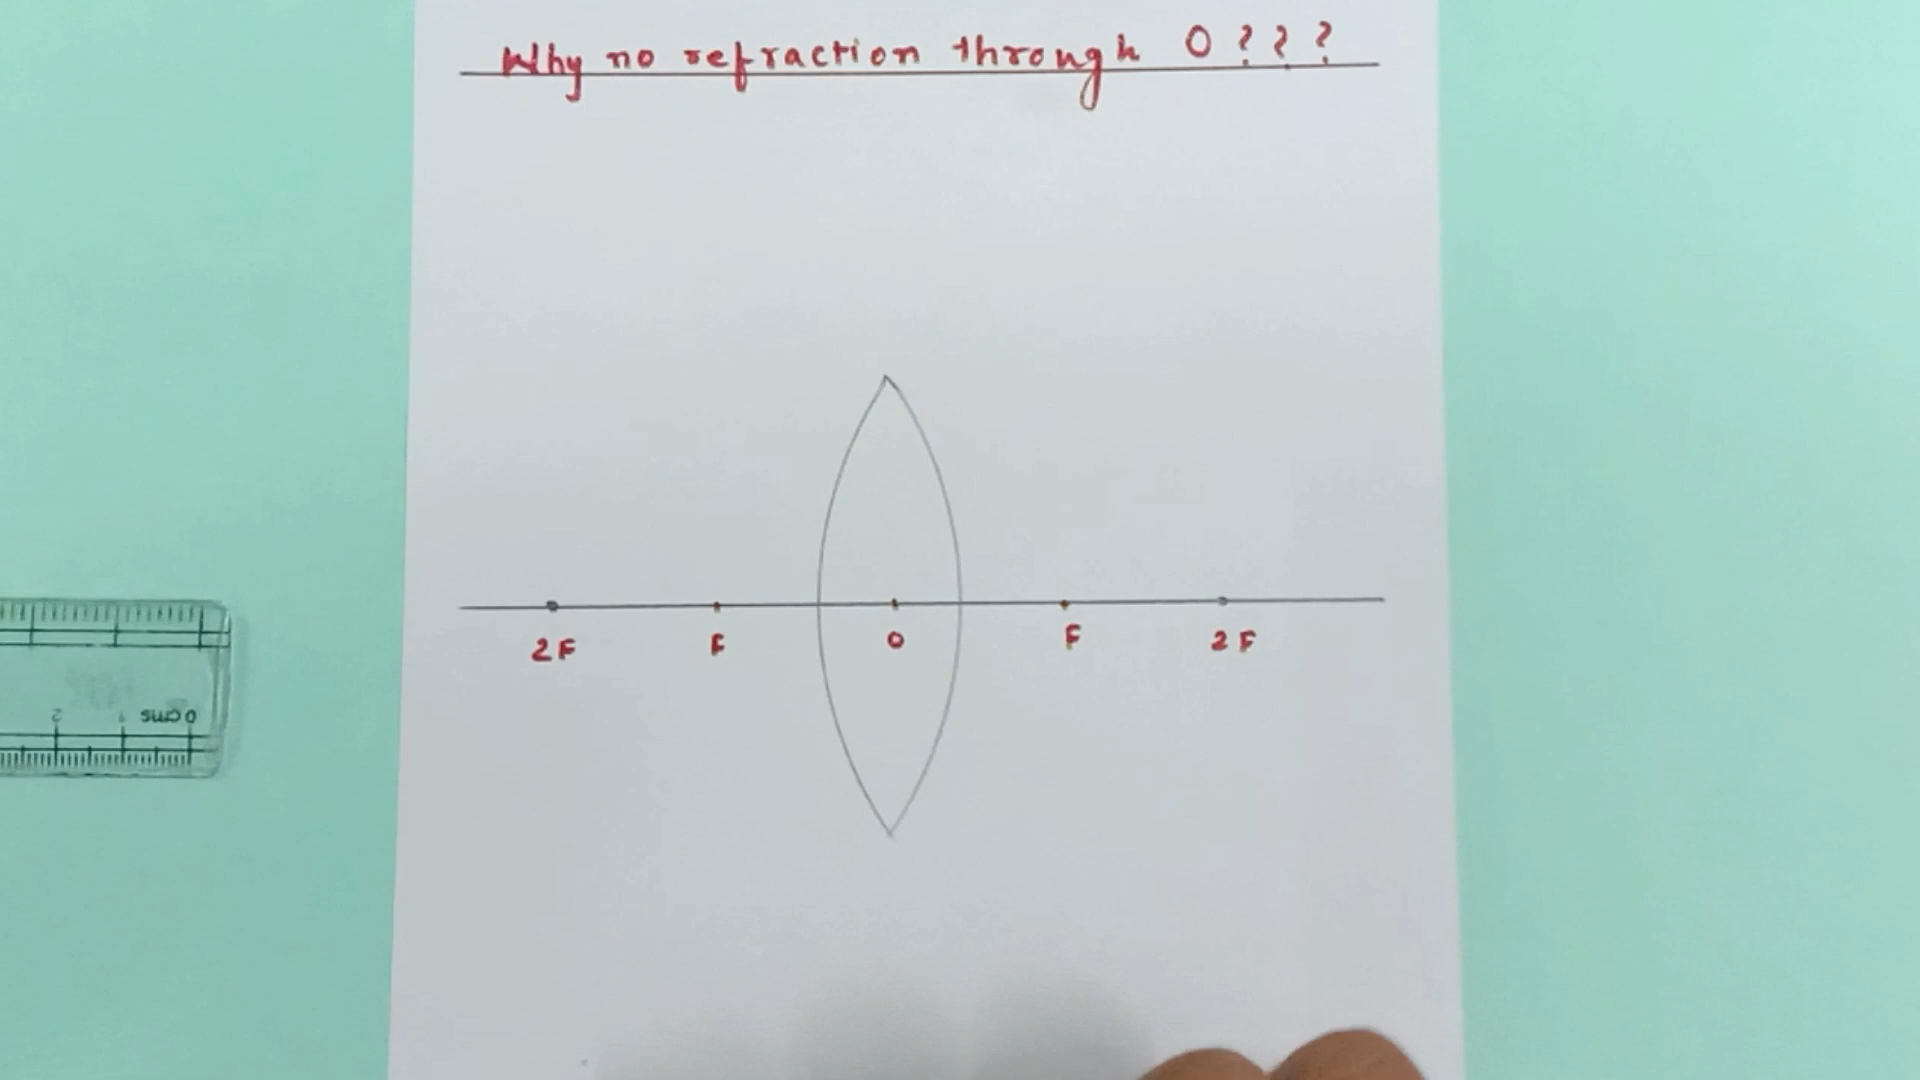 Why no refraction through O ???
2F F O F 2F
2 1 0 cms